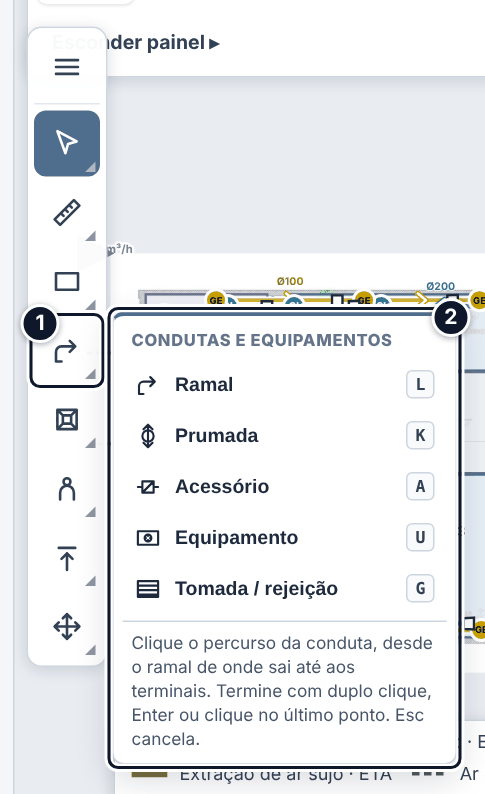 Esconder painel ▸
m³/h
Ø100
Ø200
GE
GE
GE
1
2
CONDUTAS E EQUIPAMENTOS
Ramal L
Prumada K
Acessório A
Equipamento U
Tomada / rejeição G
Clique o percurso da conduta, desde
o ramal de onde sai até aos
terminais. Termine com duplo clique,
Enter ou clique no último ponto. Esc
cancela.
GE
Extração de ar sujo · ETA
Ar